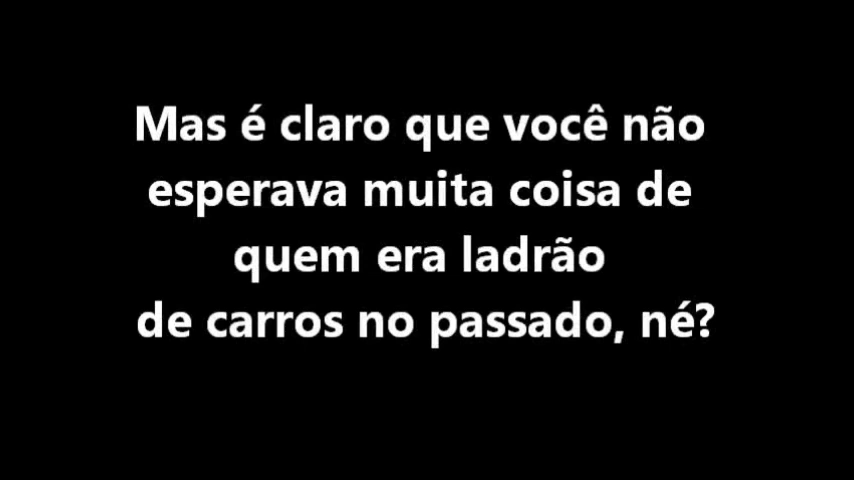 Mas é claro que você não
esperava muita coisa de
quem era ladrão
de carros no passado, né?